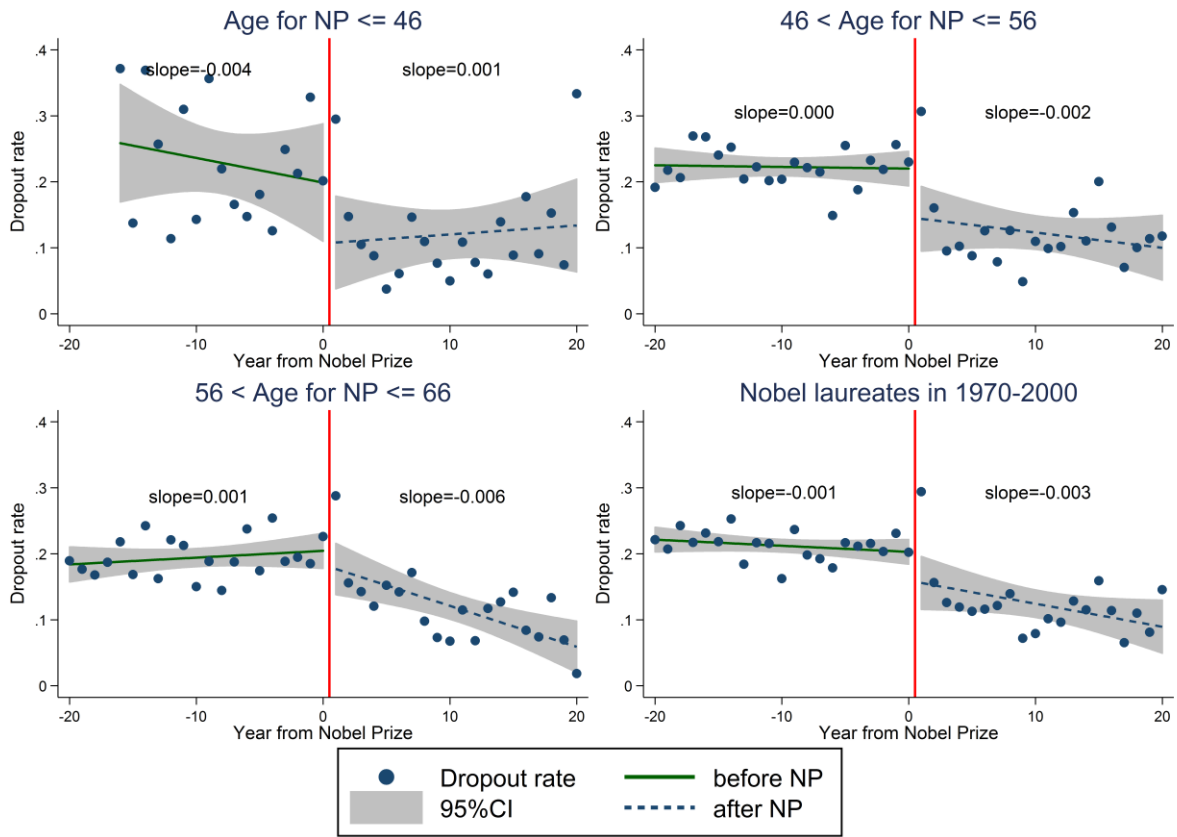 Age for NP <= 46
.4
.3
.2
.1
0
Dropout rate
slope=-0.004
slope=0.001
-20
-10
0
10
20
Year from Nobel Prize
46 < Age for NP <= 56
.4
.3
.2
.1
0
Dropout rate
slope=0.000
slope=-0.002
-20
-10
0
10
20
Year from Nobel Prize
56 < Age for NP <= 66
.4
.3
.2
.1
0
Dropout rate
slope=0.001
slope=-0.006
-20
-10
0
10
20
Year from Nobel Prize
Nobel laureates in 1970-2000
.4
.3
.2
.1
0
Dropout rate
slope=-0.001
slope=-0.003
-20
-10
0
10
20
Year from Nobel Prize
Dropout rate
before NP
95%CI
after NP